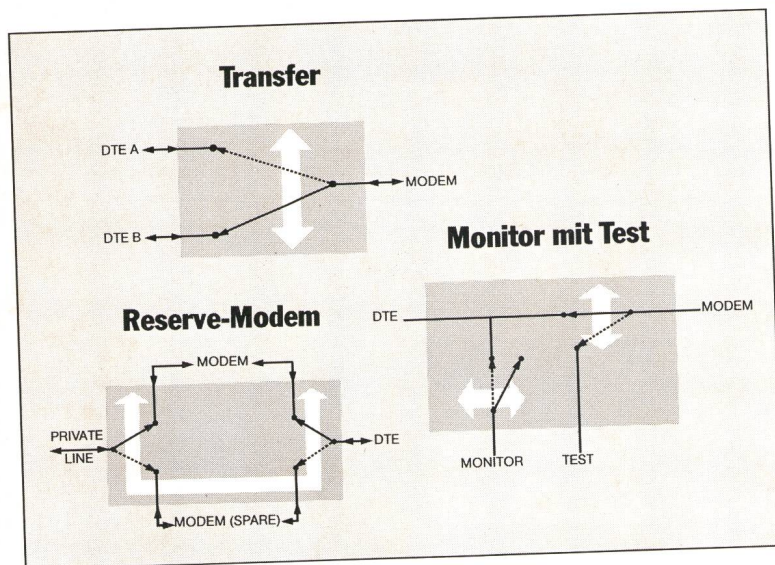 Transfer
DTE A
MODEM
DTE B
Monitor mit Test
DTE
MODEM
MONITOR
TEST
Reserve-Modem
MODEM
PRIVATE
LINE
DTE
MODEM (SPARE)